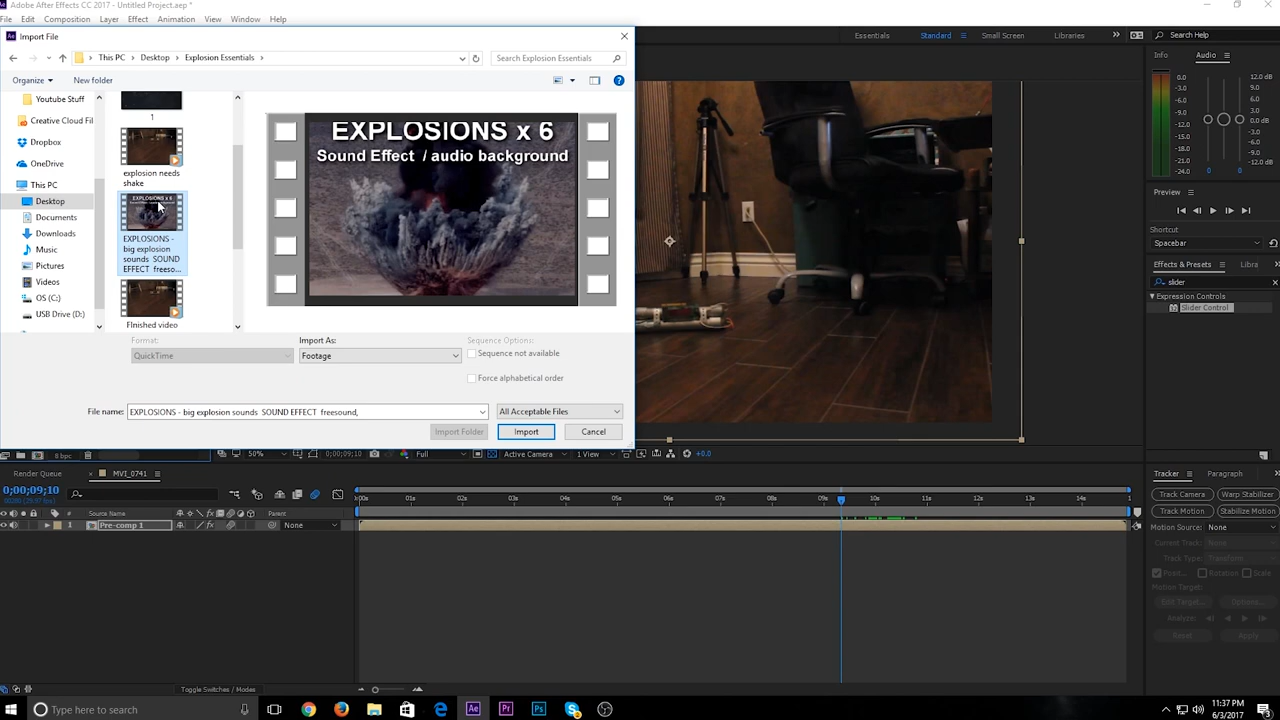 Adobe After Effects CC 2017 - Untitled Project.aep *
File Edit Composition Layer Effect Animation View Window Help
Import File
This PC Desktop Explosion Essentials
Search Explosion Essentials
Organize New folder
Youtube Stuff
Creative Cloud Fil
Dropbox
OneDrive
This PC
Desktop
Documents
Downloads
Music
Pictures
Videos
OS (C:)
USB Drive (D:)
1
explosion needs
shake
EXPLOSIONS x 6
EXPLOSIONS -
big explosion
sounds SOUND
EFFECT freeso...
FInished video
EXPLOSIONS x 6
Sound Effect / audio background
Format:
QuickTime
Import As:
Footage
Sequence Options:
Sequence not available
Force alphabetical order
File name:
EXPLOSIONS - big explosion sounds SOUND EFFECT freesound,
All Acceptable Files
Import Folder Import Cancel
Essentials Standard Small Screen Libraries
Search Help
Info Audio
0.0
-3.0
-6.0
-9.0
-12.0
-15.0
-18.0
-21.0
-24.0
12.0 dB
9.0
6.0
3.0
0.0 dB
-3.0
-6.0
-9.0
-12.0 dB
0 0
Preview
Shortcut
Spacebar
Effects & Presets Libra
slider
Expression Controls
Slider Control
8 bpc
50% 0;00;09;10 Full Active Camera 1 View +0.0
Render Queue MVI_0741
0;00;09;10
# Source Name Parent
1 Pre-comp 1 None
00s 01s 02s 03s 04s 05s 06s 07s 08s 09s 10s 11s 12s 13s 14s 1
Tracker Paragraph
Track Camera Warp Stabilizer
Track Motion Stabilize Motion
Motion Source: None
Current Track: None
Track Type: Transform
Posit... Rotation Scale
Motion Target:
Edit Target... Options...
Analyze:
Reset Apply
Toggle Switches / Modes
Type here to search
11:37 PM
6/3/2017